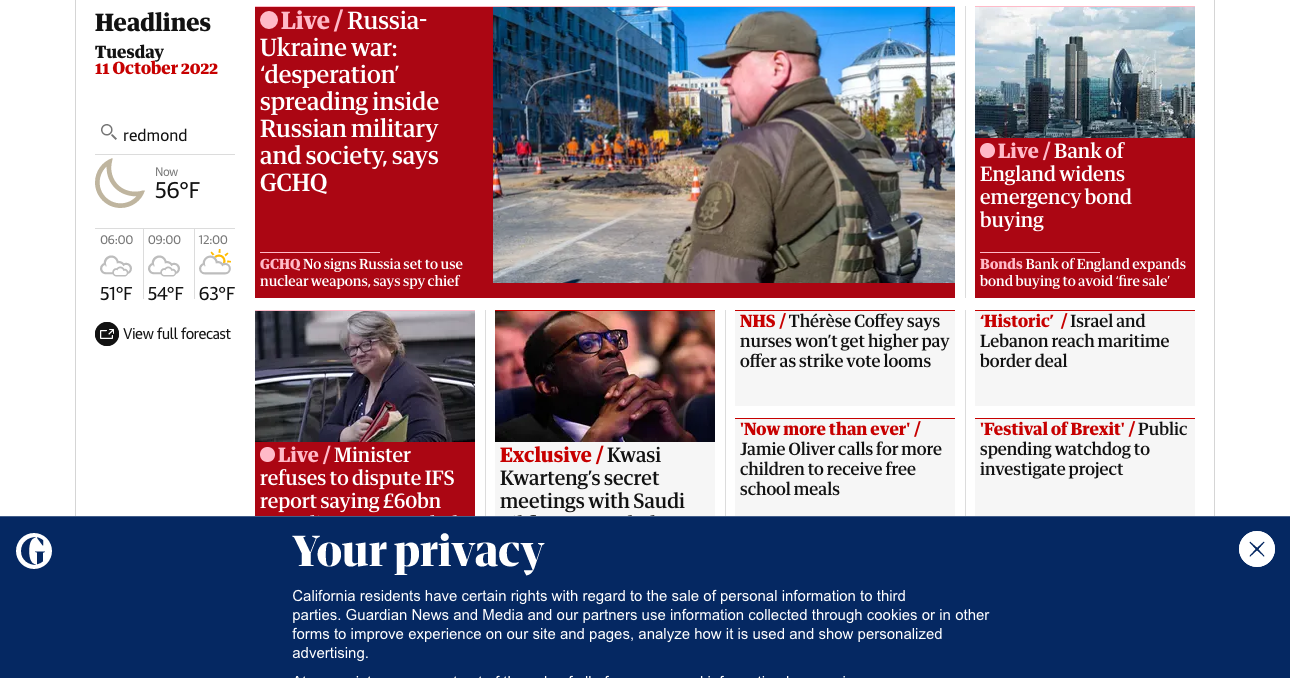 Headlines
Tuesday
11 October 2022
redmond
Now
56°F
06:00
51°F
09:00
54°F
12:00
63°F
View full forecast
Live / Russia-
Ukraine war:
‘desperation’
spreading inside
Russian military
and society, says
GCHQ
GCHQ No signs Russia set to use
nuclear weapons, says spy chief
Live / Bank of
England widens
emergency bond
buying
Bonds Bank of England expands
bond buying to avoid ‘fire sale’
Live / Minister
refuses to dispute IFS
report saying £60bn
Exclusive / Kwasi
Kwarteng’s secret
meetings with Saudi
NHS / Thérèse Coffey says
nurses won’t get higher pay
offer as strike vote looms
'Now more than ever' /
Jamie Oliver calls for more
children to receive free
school meals
‘Historic’ / Israel and
Lebanon reach maritime
border deal
'Festival of Brexit' / Public
spending watchdog to
investigate project
G
Your privacy
California residents have certain rights with regard to the sale of personal information to third
parties. Guardian News and Media and our partners use information collected through cookies or in other
forms to improve experience on our site and pages, analyze how it is used and show personalized
advertising.